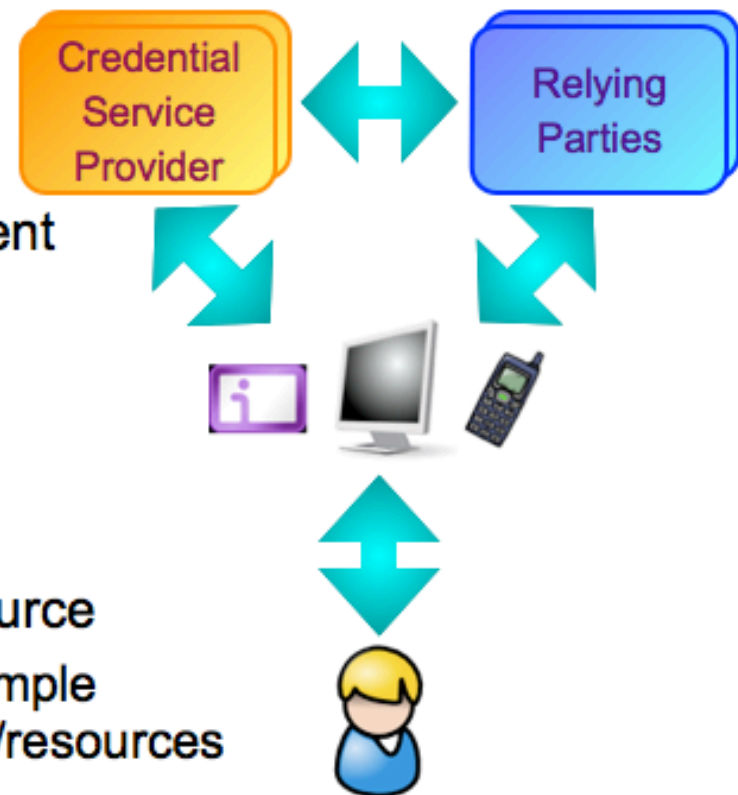 Credential
Service
Provider
Relying
Parties
ent
urce
mple
/resources